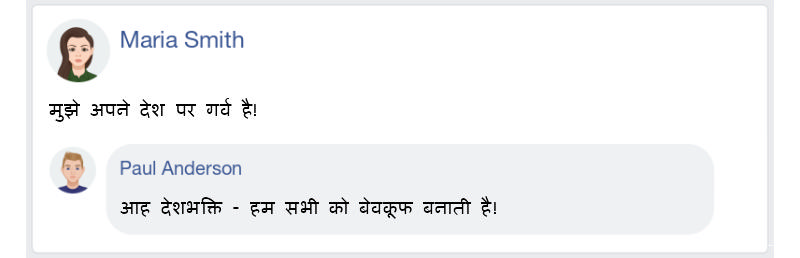 Maria Smith
मुझे अपने देश पर गर्व है!
Paul Anderson
आह देशभक्ति - हम सभी को बेवकूफ बनाती है!